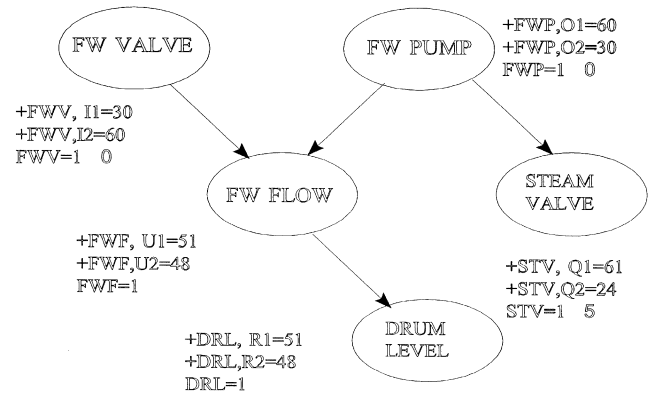 FW VALVE
FW PUMP
+FWP,O1=60
+FWP,O2=30
FWP=1 0
+FWV, I1=30
+FWV,I2=60
FWV=1 0
FW FLOW
STEAM
VALVE
+FWF, U1=51
+FWF,U2=48
FWF=1
+STV, Q1=61
+STV,Q2=24
STV=1 5
DRUM
LEVEL
+DRL, R1=51
+DRL,R2=48
DRL=1